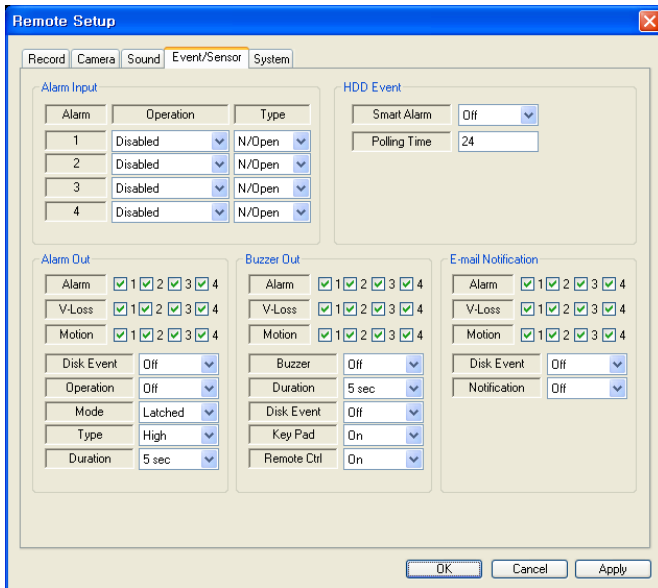 Remote Setup
Record Camera Sound Event/Sensor System
Alarm Input
Alarm Operation Type
1 Disabled N/Open
2 Disabled N/Open
3 Disabled N/Open
4 Disabled N/Open
HDD Event
Smart Alarm Off
Polling Time 24
Alarm Out
Alarm 1 2 3 4
V-Loss 1 2 3 4
Motion 1 2 3 4
Disk Event Off
Operation Off
Mode Latched
Type High
Duration 5 sec
Buzzer Out
Alarm 1 2 3 4
V-Loss 1 2 3 4
Motion 1 2 3 4
Buzzer Off
Duration 5 sec
Disk Event Off
Key Pad On
Remote Ctrl On
E-mail Notification
Alarm 1 2 3 4
V-Loss 1 2 3 4
Motion 1 2 3 4
Disk Event Off
Notification Off
OK Cancel Apply